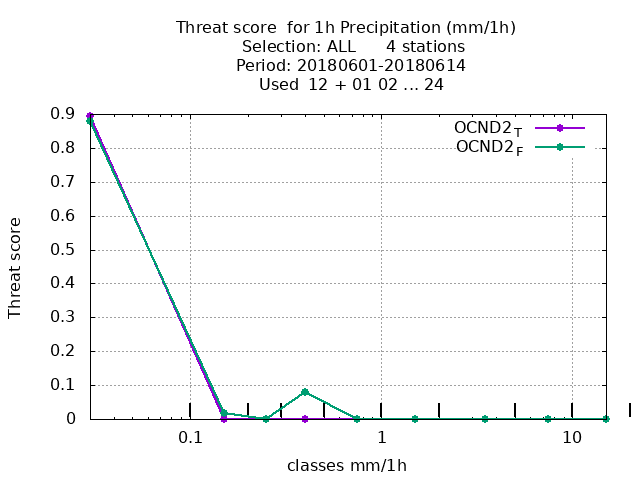 Threat score  for 1h Precipitation (mm/1h)
Selection: ALL      4 stations
Period: 20180601-20180614
Used  12 + 01 02 ... 24
OCND2_T
OCND2_F
0.9
0.8
0.7
0.6
0.5
0.4
0.3
0.2
0.1
0
Threat score
0.1 1 10
classes mm/1h